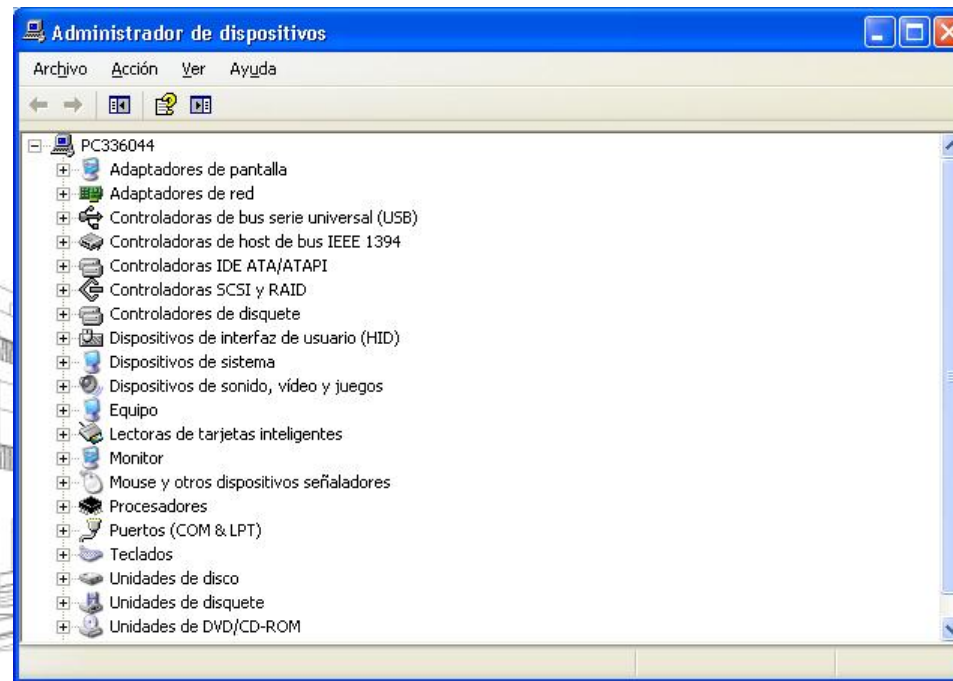 Administrador de dispositivos
Archivo Acción Ver Ayuda
PC336044
Adaptadores de pantalla
Adaptadores de red
Controladoras de bus serie universal (USB)
Controladoras de host de bus IEEE 1394
Controladoras IDE ATA/ATAPI
Controladoras SCSI y RAID
Controladores de disquete
Dispositivos de interfaz de usuario (HID)
Dispositivos de sistema
Dispositivos de sonido, vídeo y juegos
Equipo
Lectoras de tarjetas inteligentes
Monitor
Mouse y otros dispositivos señaladores
Procesadores
Puertos (COM & LPT)
Teclados
Unidades de disco
Unidades de disquete
Unidades de DVD/CD-ROM